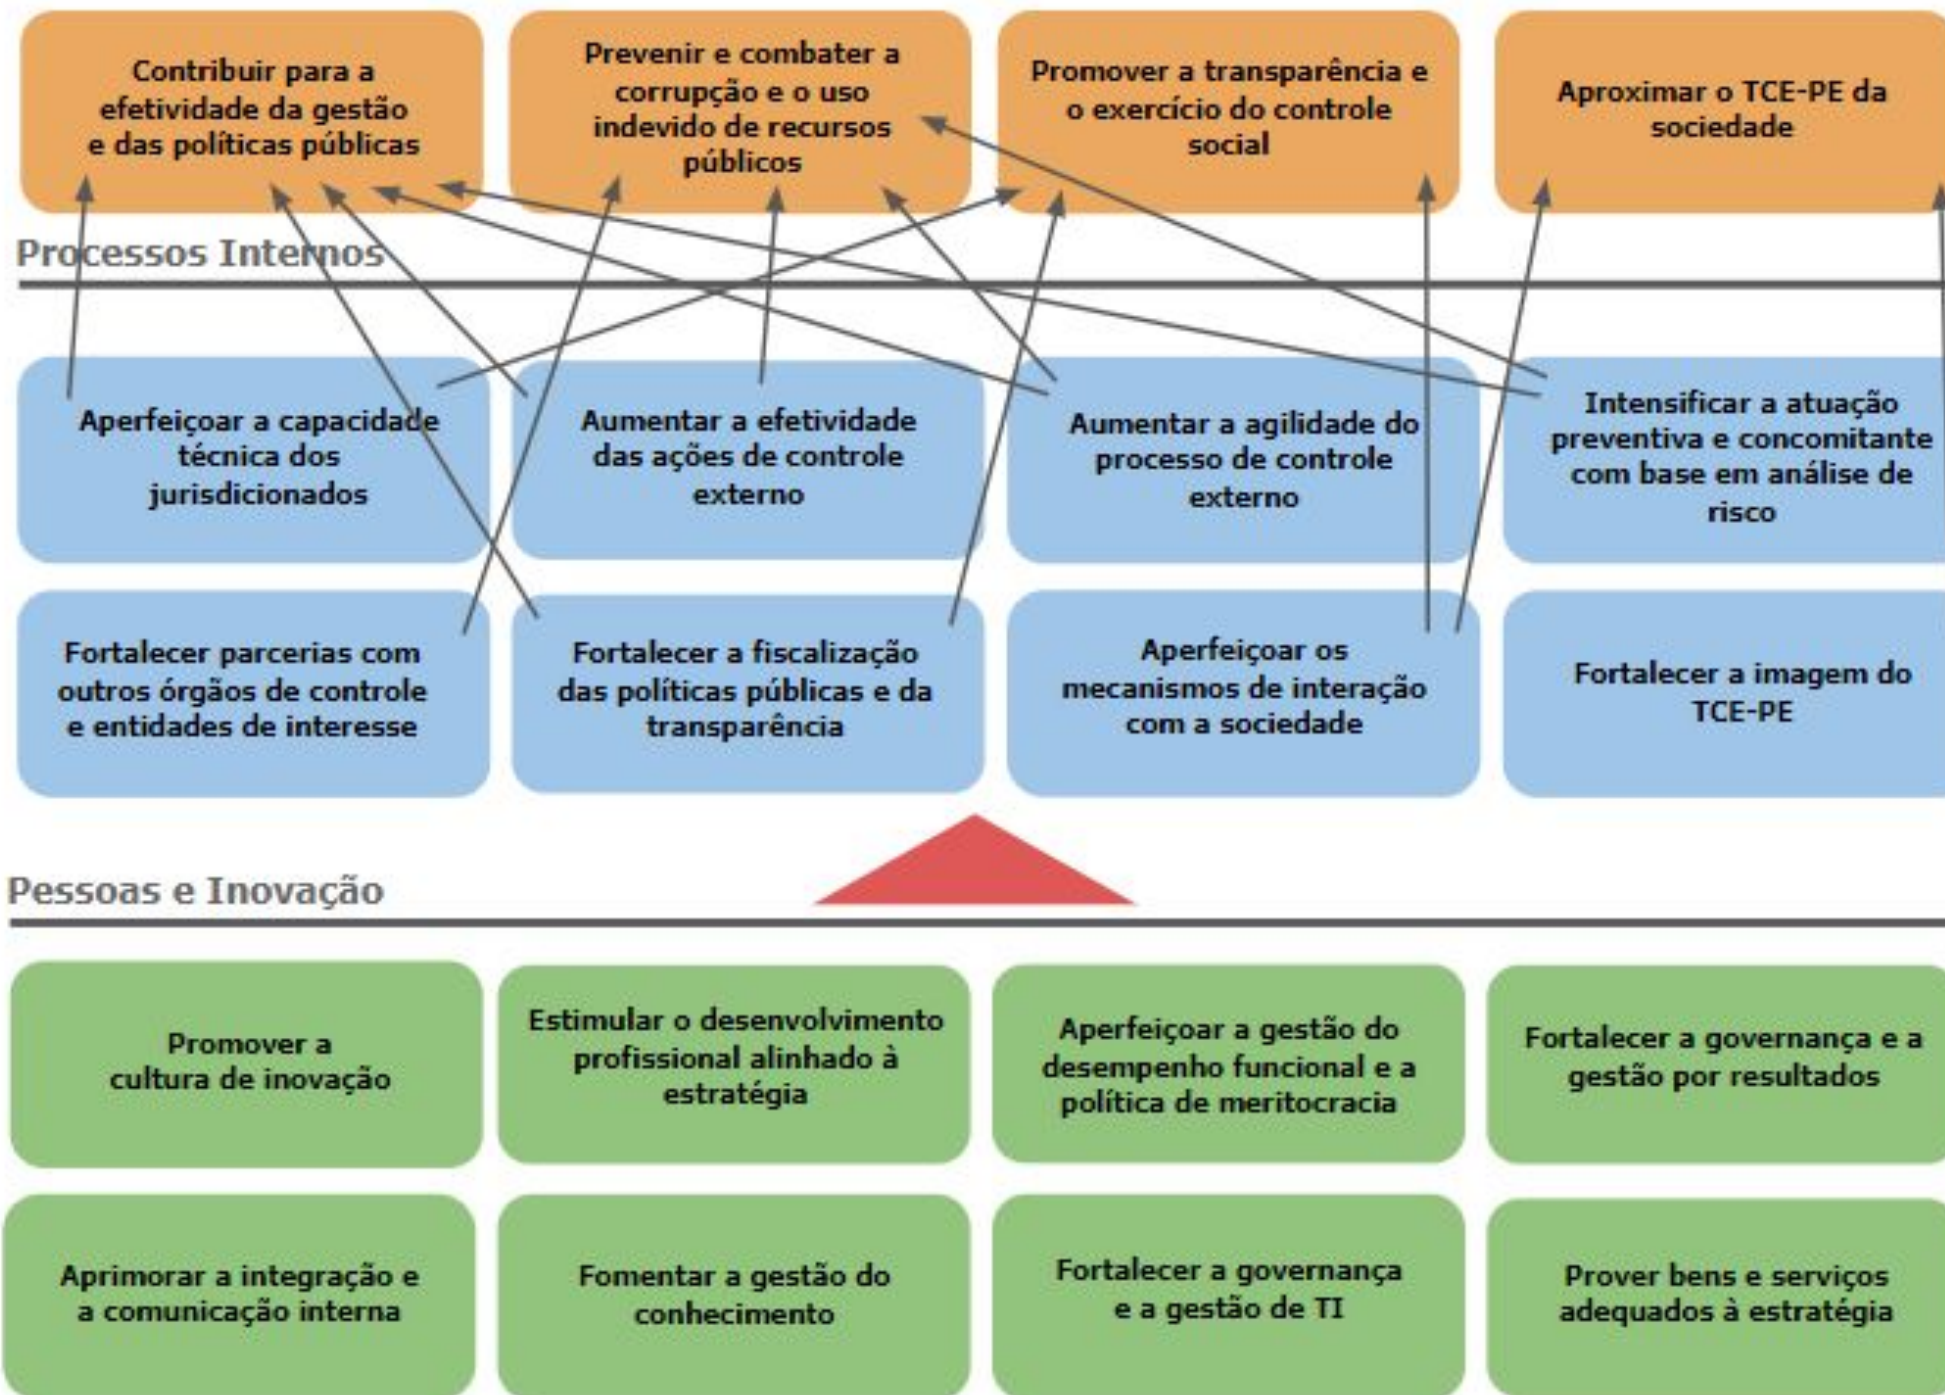 Contribuir para a
efetividade da gestão
e das políticas públicas
Prevenir e combater a
corrupção e o uso
indevido de recursos
públicos
Promover a transparência e
o exercício do controle
social
Aproximar o TCE-PE da
sociedade
Processos Internos
Aperfeiçoar a capacidade
técnica dos
jurisdicionados
Aumentar a efetividade
das ações de controle
externo
Aumentar a agilidade do
processo de controle
externo
Intensificar a atuação
preventiva e concomitante
com base em análise de
risco
Fortalecer parcerias com
outros órgãos de controle
e entidades de interesse
Fortalecer a fiscalização
das políticas públicas e da
transparência
Aperfeiçoar os
mecanismos de interação
com a sociedade
Fortalecer a imagem do
TCE-PE
Pessoas e Inovação
Promover a
cultura de inovação
Estimular o desenvolvimento
profissional alinhado à
estratégia
Aperfeiçoar a gestão do
desempenho funcional e a
política de meritocracia
Fortalecer a governança e a
gestão por resultados
Aprimorar a integração e
a comunicação interna
Fomentar a gestão do
conhecimento
Fortalecer a governança
e a gestão de TI
Prover bens e serviços
adequados à estratégia